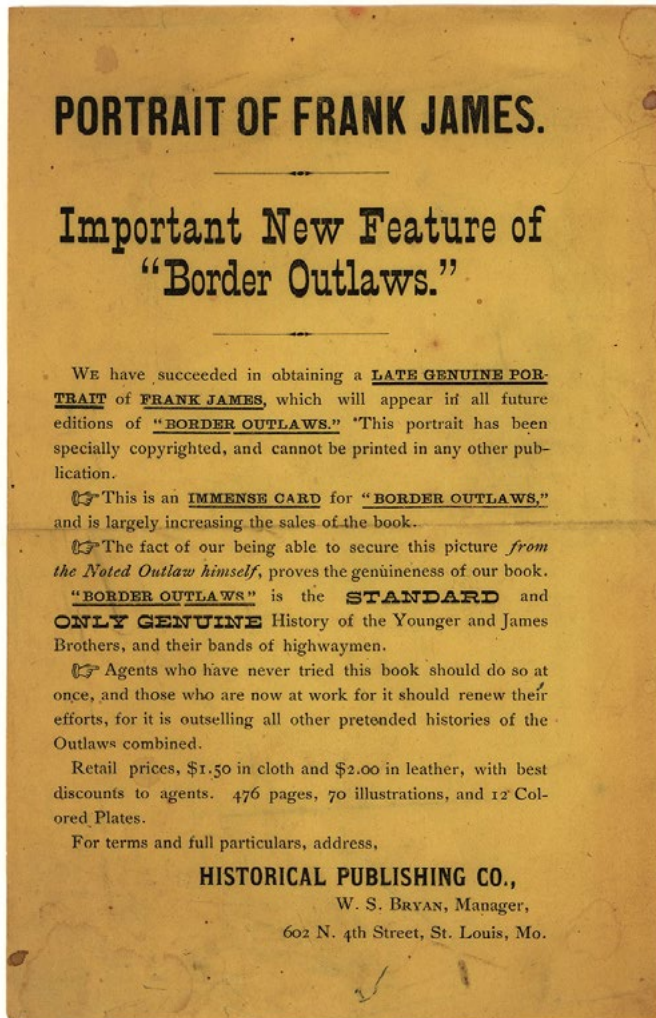 PORTRAIT OF FRANK JAMES.
Important New Feature of
“Border Outlaws.”
WE have succeeded in obtaining a LATE GENUINE POR-
TRAIT of FRANK JAMES, which will appear in all future
editions of "BORDER OUTLAWS." This portrait has been
specially copyrighted, and cannot be printed in any other pub-
lication.
☞ This is an IMMENSE CARD for "BORDER OUTLAWS,"
and is largely increasing the sales of the book.
☞ The fact of our being able to secure this picture from
the Noted Outlaw himself, proves the genuineness of our book.
"BORDER OUTLAWS" is the STANDARD and
ONLY GENUINE History of the Younger and James
Brothers, and their bands of highwaymen.
☞ Agents who have never tried this book should do so at
once, and those who are now at work for it should renew their
efforts, for it is outselling all other pretended histories of the
Outlaws combined.
Retail prices, $1.50 in cloth and $2.00 in leather, with best
discounts to agents. 476 pages, 70 illustrations, and 12 Col-
ored Plates.
For terms and full particulars, address,
HISTORICAL PUBLISHING CO.,
W. S. BRYAN, Manager,
602 N. 4th Street, St. Louis, Mo.